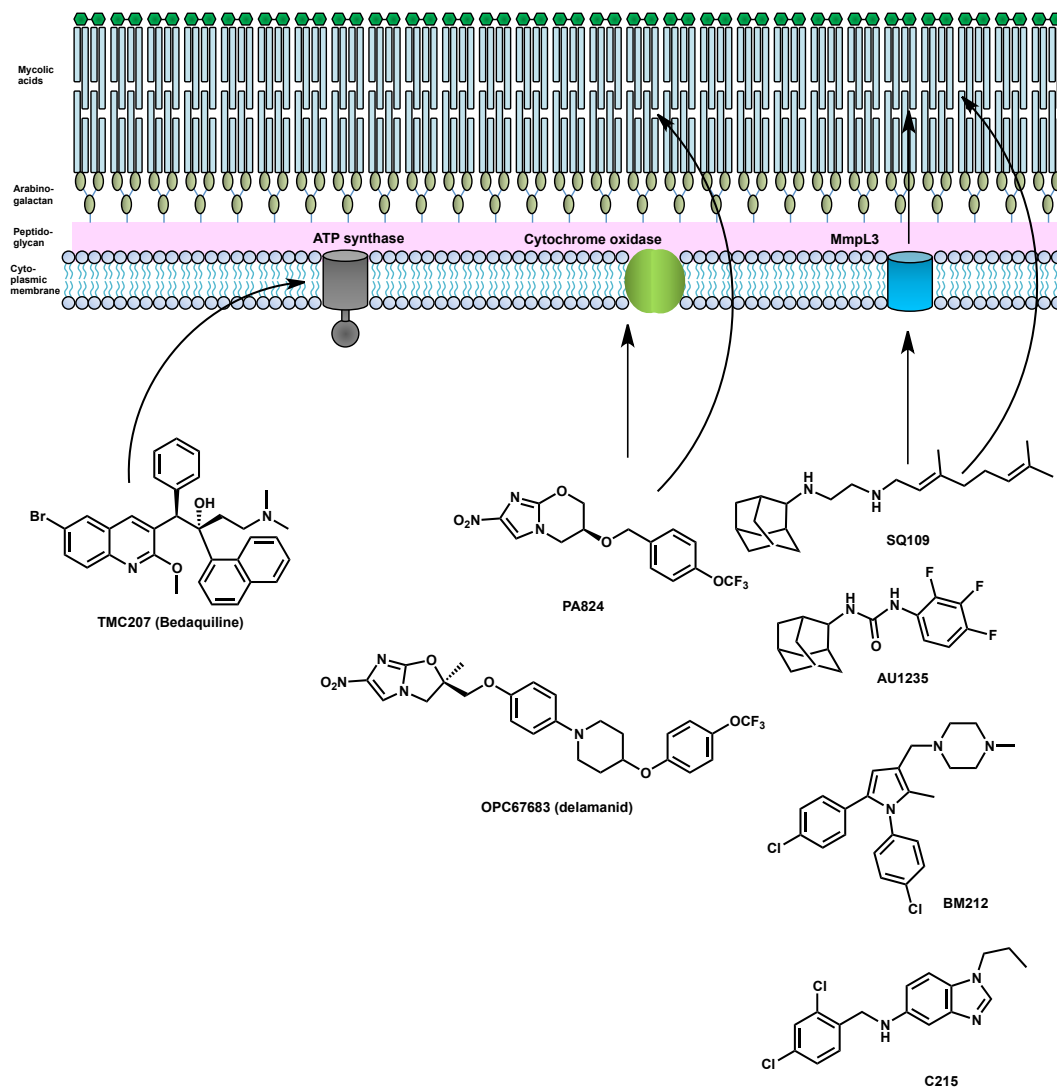 Mycolic
acids
Arabino-
galactan
Peptido-
glycan
Cyto-
plasmic
membrane
ATP synthase
Cytochrome oxidase
MmpL3
Br
OH
N
N
O
TMC207 (Bedaquiline)
O
N
N
O2N
O
OCF3
PA824
H
N
N
H
SQ109
H
N
H
N
O
F
F
F
AU1235
O2N
N
N
O
O
N
O
OCF3
OPC67683 (delamanid)
N
N
N
Cl
Cl
BM212
Cl
Cl
N
H
N
N
C215